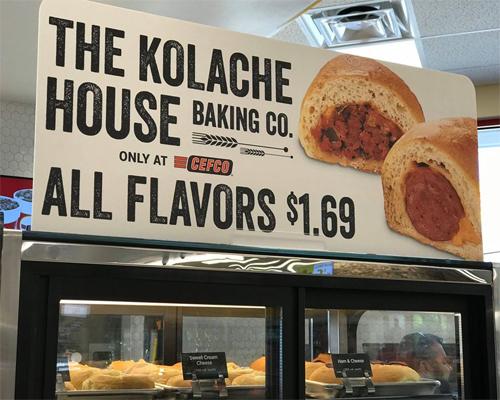 THE KOLACHE
HOUSE BAKING CO.
ONLY AT CEFCO
ALL FLAVORS $1.69
Sweet Cream
Cheese
Ham & Cheese